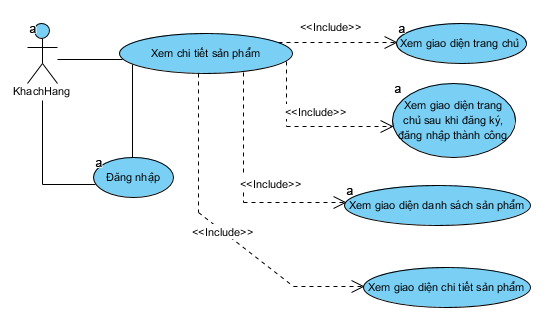 a
KhachHang
Xem chi tiết sản phẩm
<<Include>>
a
Xem giao diện trang chủ
a
Xem giao diện trang
chủ sau khi đăng ký,
đăng nhập thành công
<<Include>>
a
Đăng nhập
<<Include>>
a
Xem giao diện danh sách sản phẩm
<<Include>>
Xem giao diện chi tiết sản phẩm